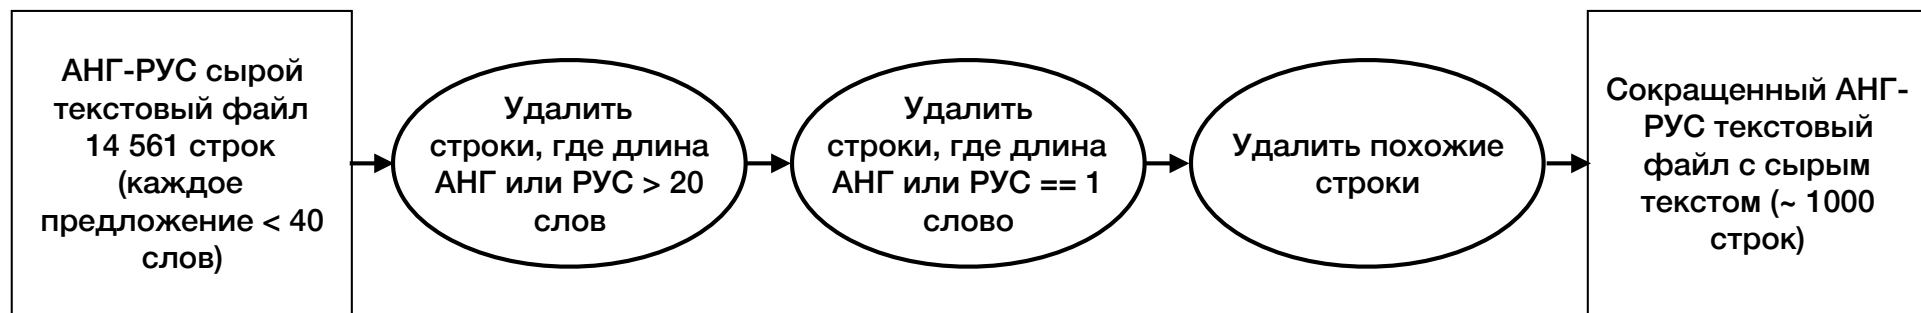 АНГ-РУС сырой
текстовый файл
14 561 строк
(каждое
предложение < 40
слов)
Удалить
строки, где длина
АНГ или РУС > 20
слов
Удалить
строки, где длина
АНГ или РУС == 1
слово
Удалить похожие
строки
Сокращенный АНГ-
РУС текстовый
файл с сырым
текстом (~ 1000
строк)